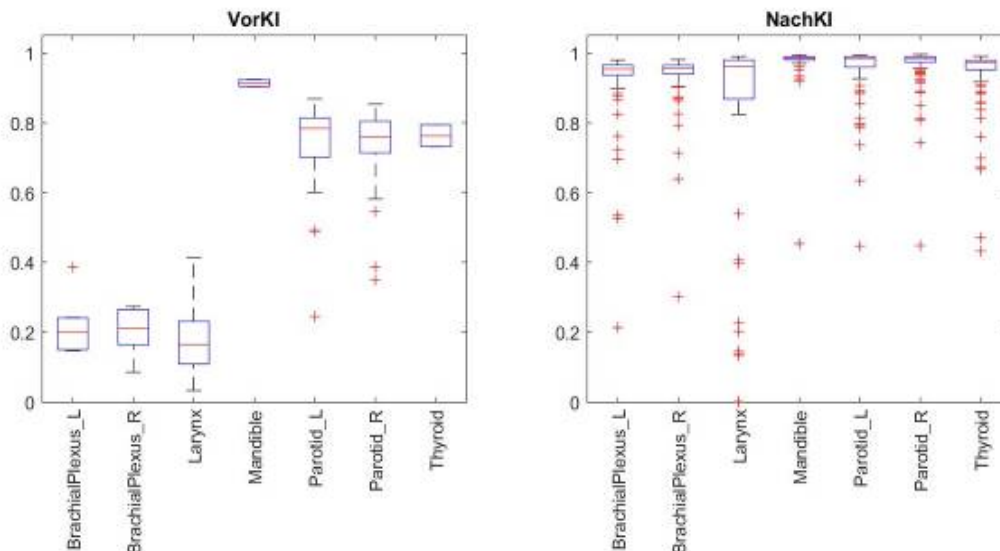 VorKI
1
0.8
0.6
0.4
0.2
0
BrachialPlexus_L
BrachialPlexus_R
Larynx
Mandible
Parotid_L
Parotid_R
Thyroid
NachKI
1
0.8
0.6
0.4
0.2
0
BrachialPlexus_L
BrachialPlexus_R
Larynx
Mandible
Parotid_L
Parotid_R
Thyroid